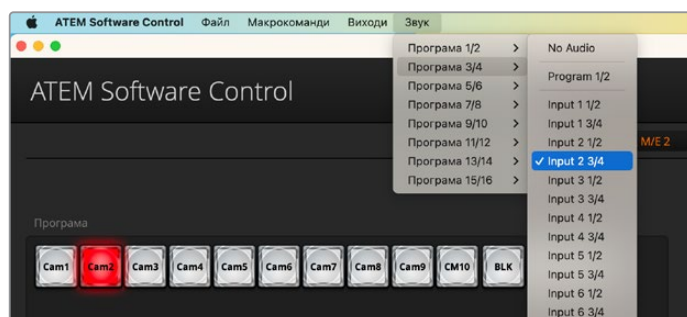 ATEM Software Control Файл Макрокоманди Виходи Звук
Програма 1/2 >
Програма 3/4 >
Програма 5/6 >
Програма 7/8 >
Програма 9/10 >
Програма 11/12 >
Програма 13/14 >
Програма 15/16 >
No Audio
Program 1/2
Input 1 1/2
Input 1 3/4
Input 2 1/2
✓ Input 2 3/4
Input 3 1/2
Input 3 3/4
Input 4 1/2
Input 4 3/4
Input 5 1/2
Input 5 3/4
Input 6 1/2
Input 6 3/4
ATEM Software Control
M/E 2
Програма
Cam1 Cam2 Cam3 Cam4 Cam5 Cam6 Cam7 Cam8 Cam9 CM10 BLK